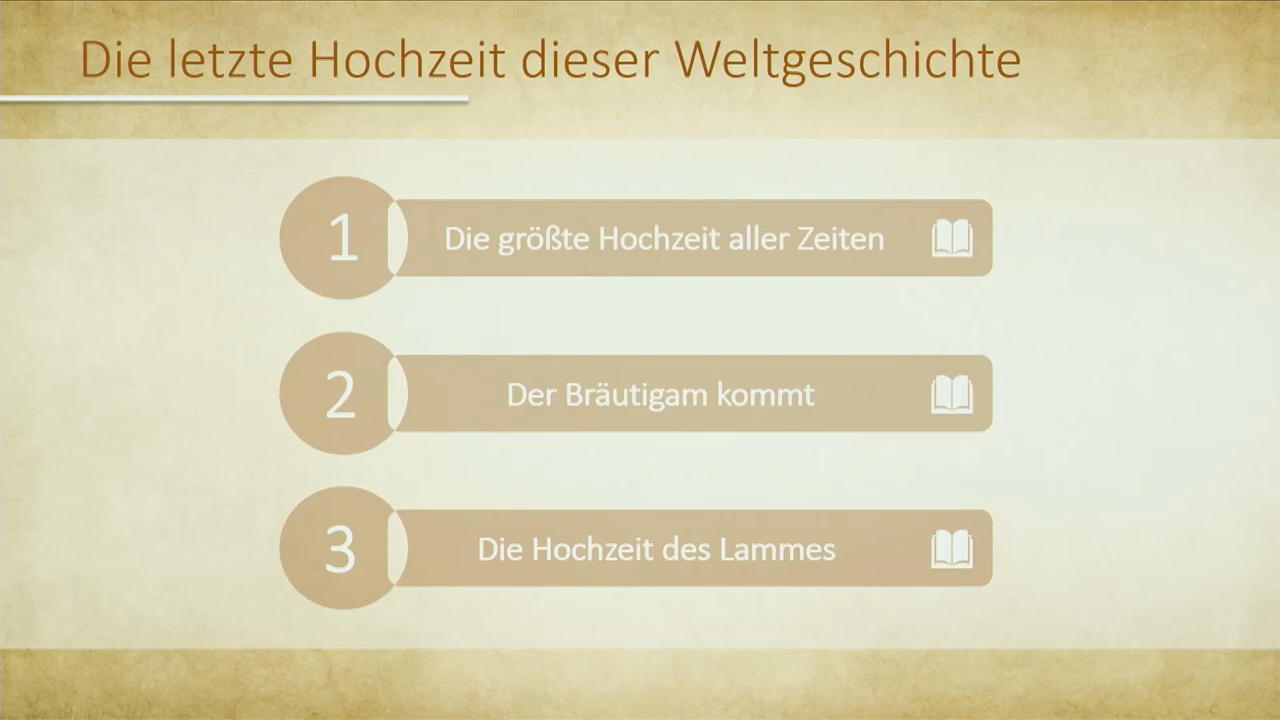 Die letzte Hochzeit dieser Weltgeschichte
1
Die größte Hochzeit aller Zeiten
2
Der Bräutigam kommt
3
Die Hochzeit des Lammes